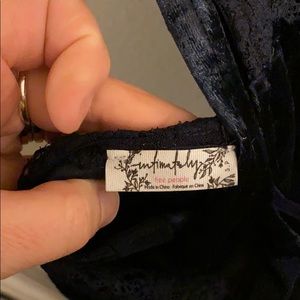 intimately
free people
Made in China · Fabriqué en Chine